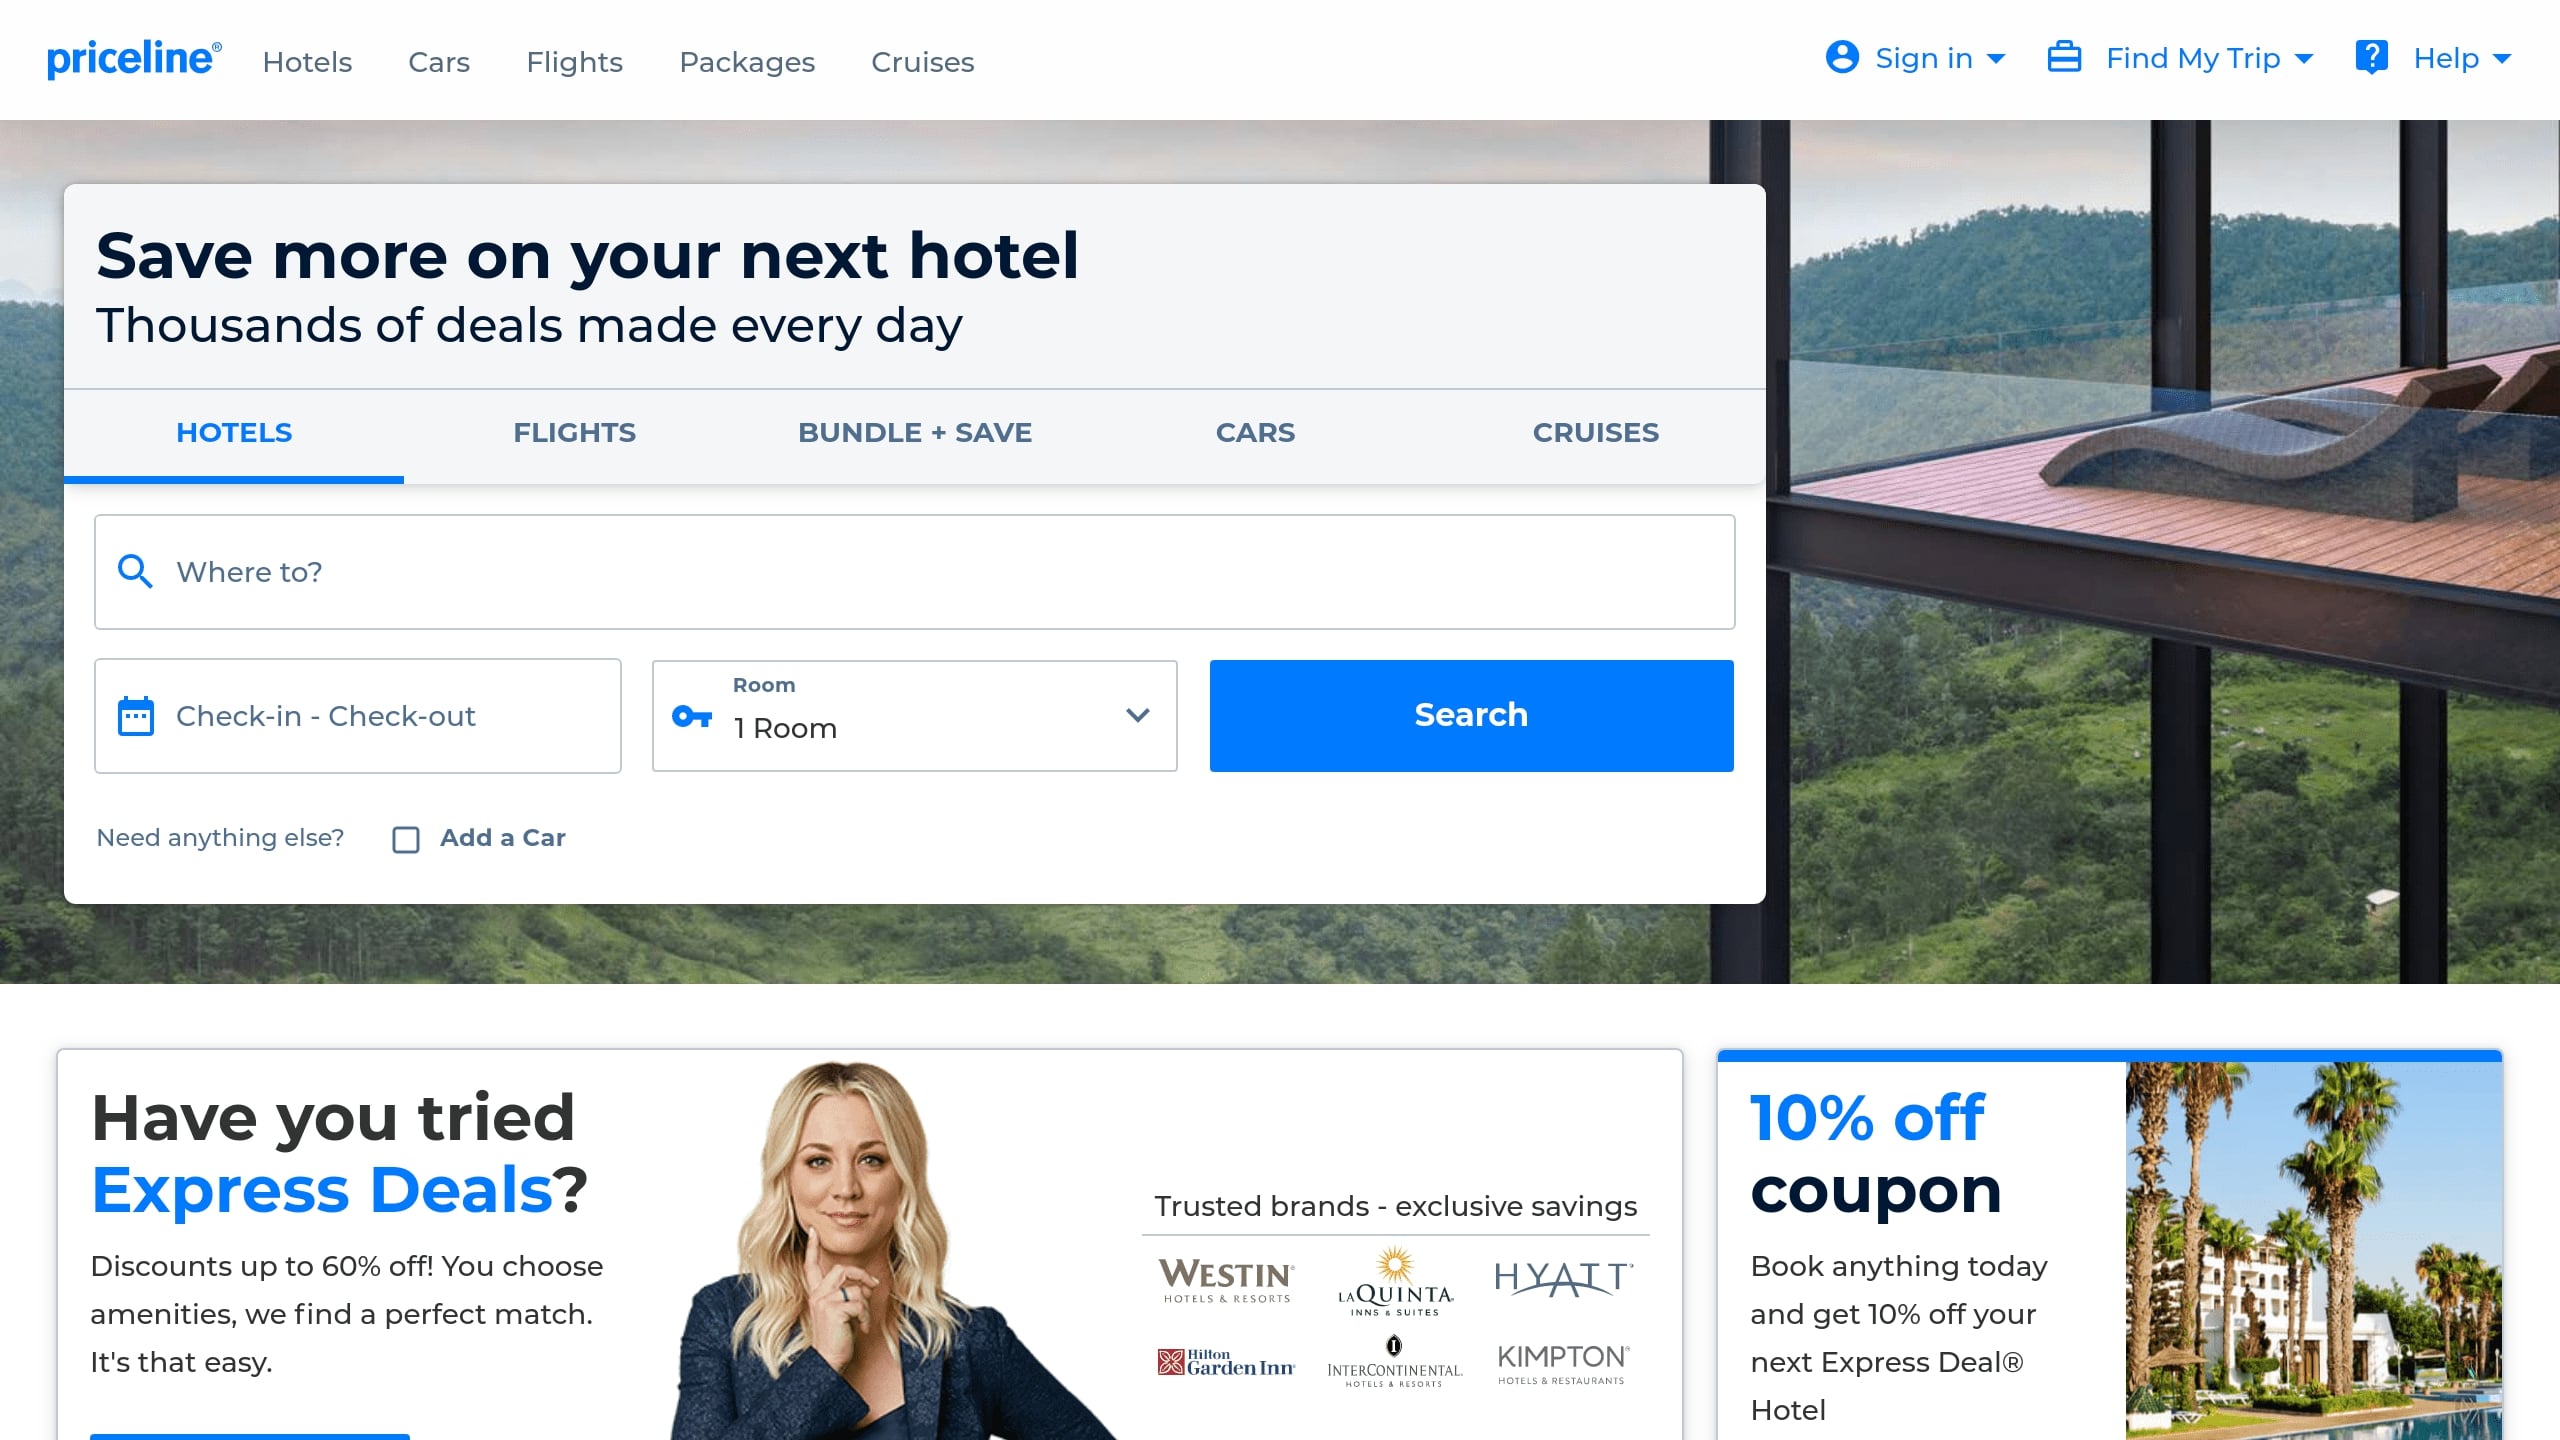 priceline®
Hotels
Cars
Flights
Packages
Cruises
Sign in
Find My Trip
Help
Save more on your next hotel
Thousands of deals made every day
HOTELS
FLIGHTS
BUNDLE + SAVE
CARS
CRUISES
Where to?
Check-in - Check-out
Room
1 Room
Search
Need anything else?
Add a Car
Have you tried
Express Deals?
Discounts up to 60% off! You choose
amenities, we find a perfect match.
It's that easy.
Trusted brands - exclusive savings
WESTIN®
HOTELS & RESORTS
LAQUINTA
INNS & SUITES
HYATT
Hilton
Garden Inn
INTERCONTINENTAL
HOTELS & RESORTS
KIMPTON®
HOTELS & RESTAURANTS
10% off
coupon
Book anything today
and get 10% off your
next Express Deal®
Hotel